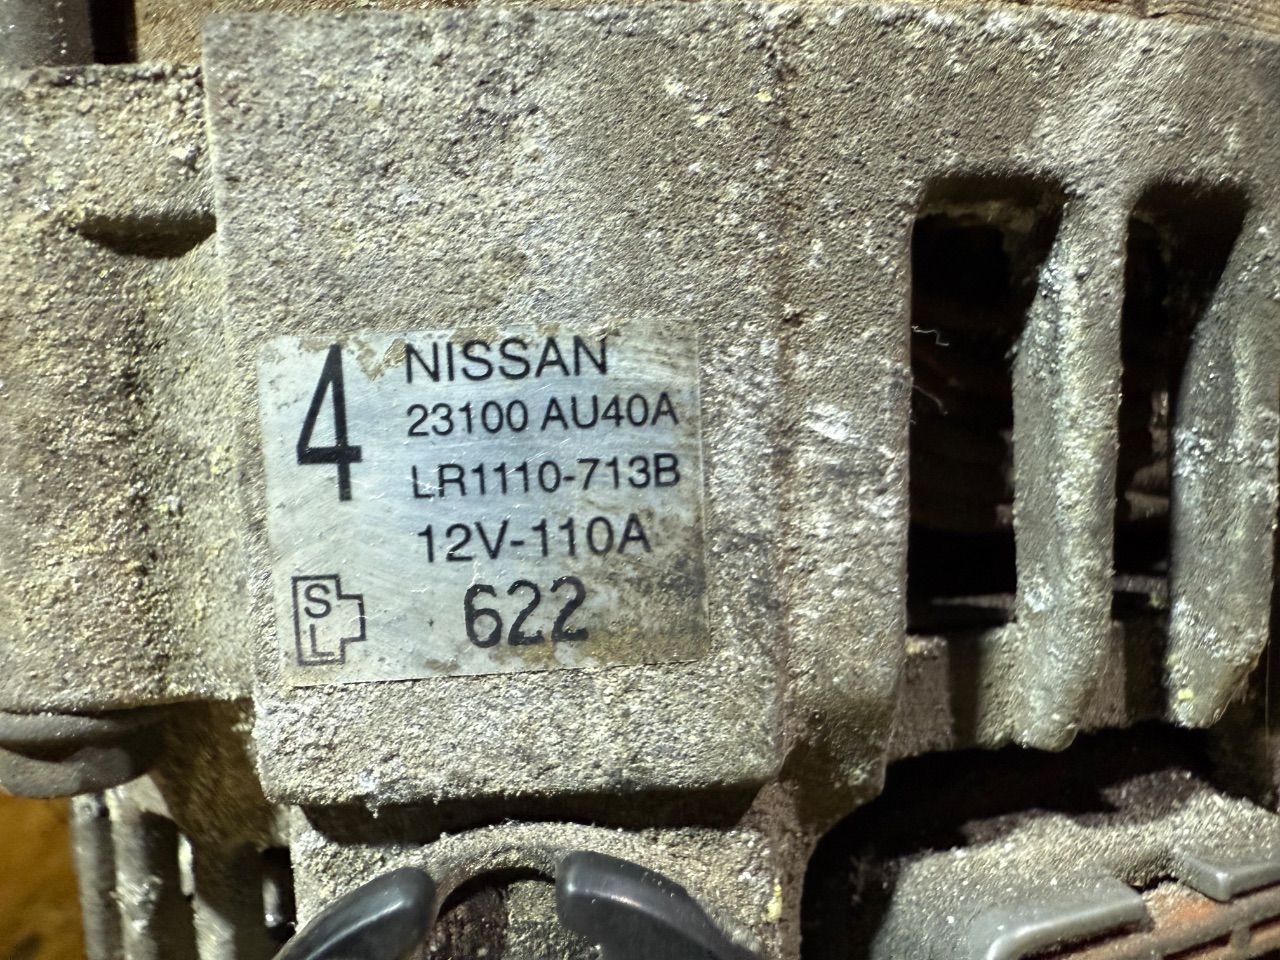 4
NISSAN
23100 AU40A
LR1110-713B
12V-110A
S
L
622